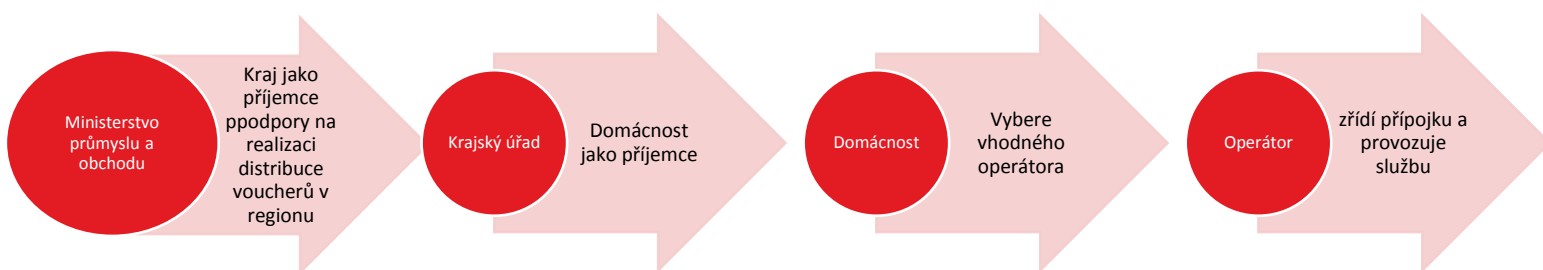 Ministerstvo
průmyslu a
obchodu
Kraj jako
příjemce
ppodpory na
realizaci
distribuce
voucherů v
regionu
Krajský úřad
Domácnost
jako příjemce
Domácnost
Vybere
vhodného
operátora
Operátor
zřídí přípojku a
provozuje
službu